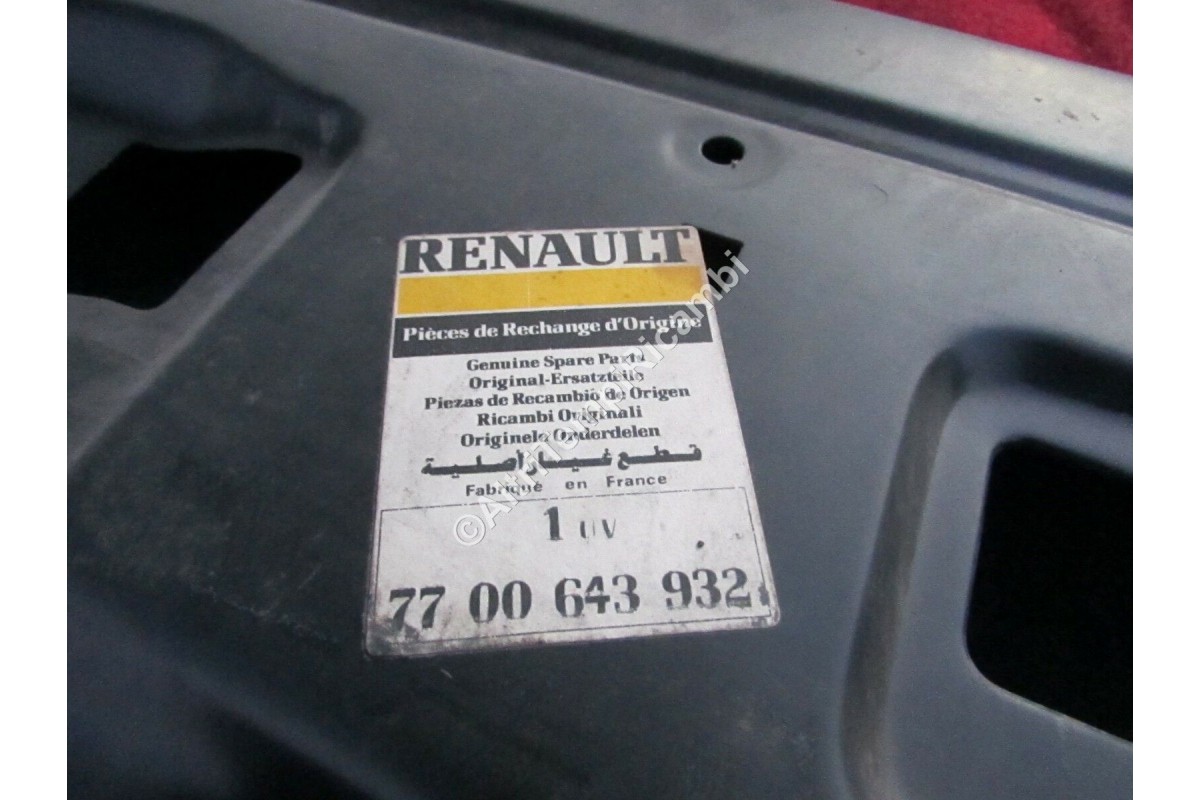 RENAULT
Pièces de Rechange d'Origine
Genuine Spare Parts
Original-Ersatzteile
Piezas de Recambio de Origen
Ricambi Originali
Originele Onderdelen
قطع غيار أصلية
Fabriqué en France
1 UV
77 00 643 932
©AltriTempiRicambi